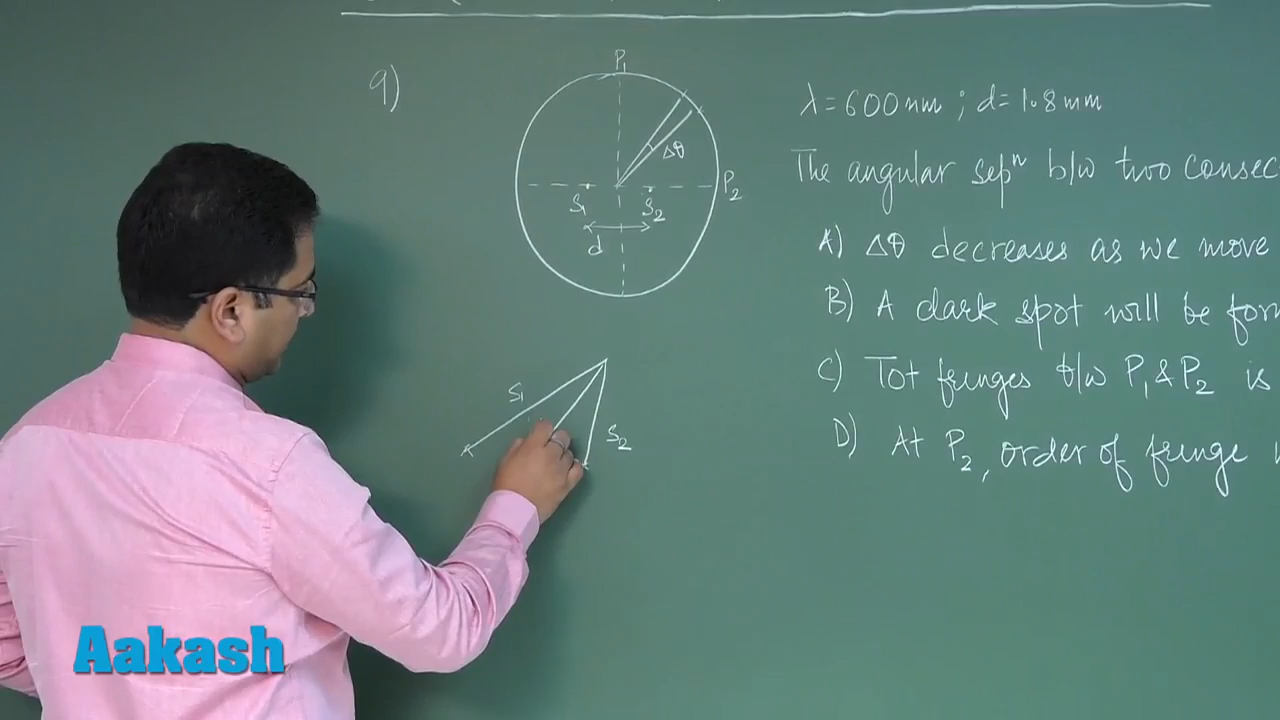 9)
P₁
Δθ
P₂
S₁ S₂
d
S₁
S₂
λ = 600 nm ; d = 1.8 mm
The angular sepⁿ b/w two consec
A) Δθ decreases as we move
B) A dark spot will be for
C) Tot fringes b/w P₁ & P₂ is
D) At P₂, order of fringe
Aakash